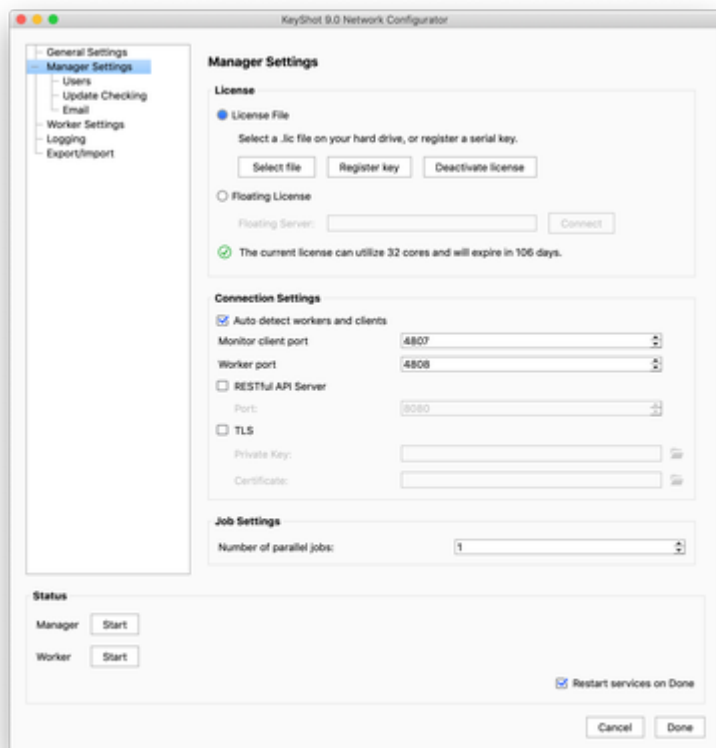 KeyShot 9.0 Network Configurator
General Settings
Manager Settings
Users
Update Checking
Email
Worker Settings
Logging
Export/Import
Manager Settings
License
License File
Select a .lic file on your hard drive, or register a serial key.
Select file Register key Deactivate license
Floating License
Floating Server: Connect
The current license can utilize 32 cores and will expire in 106 days.
Connection Settings
Auto detect workers and clients
Monitor client port 4807
Worker port 4808
RESTful API Server
Port: 8080
TLS
Private Key:
Certificate:
Job Settings
Number of parallel jobs: 1
Status
Manager Start
Worker Start
Restart services on Done
Cancel Done